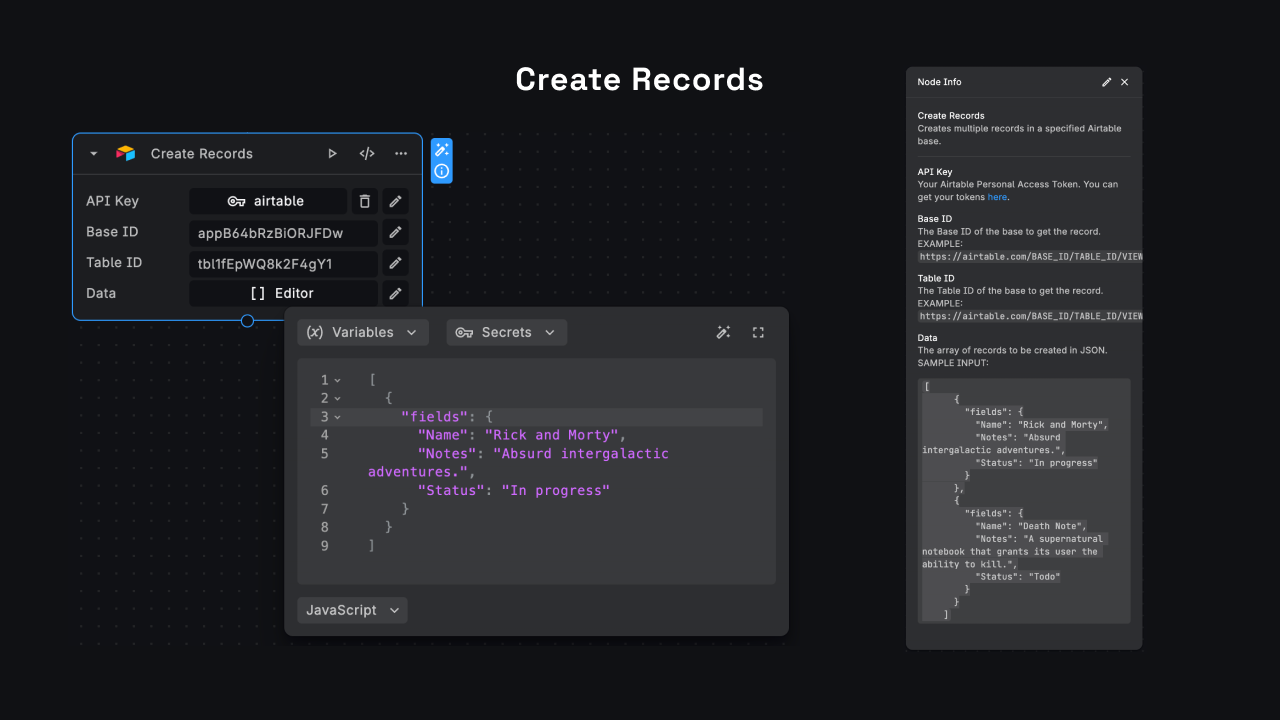 Create Records
Create Records
API Key
airtable
Base ID
appB64bRzBiORJFDw
Table ID
tbl1fEpWQ8k2F4gY1
Data
[] Editor
(x) Variables
Secrets
1 [
2 {
3 "fields": {
4 "Name": "Rick and Morty",
5 "Notes": "Absurd intergalactic
adventures.",
6 "Status": "In progress"
7 }
8 }
9 ]
JavaScript
Node Info
Create Records
Creates multiple records in a specified Airtable
base.
API Key
Your Airtable Personal Access Token. You can
get your tokens here.
Base ID
The Base ID of the base to get the record.
EXAMPLE:
https://airtable.com/BASE_ID/TABLE_ID/VIEW
Table ID
The Table ID of the base to get the record.
EXAMPLE:
https://airtable.com/BASE_ID/TABLE_ID/VIEW
Data
The array of records to be created in JSON.
SAMPLE INPUT:
[
{
"fields": {
"Name": "Rick and Morty",
"Notes": "Absurd
intergalactic adventures.",
"Status": "In progress"
}
},
{
"fields": {
"Name": "Death Note",
"Notes": "A supernatural
notebook that grants its user the
ability to kill.",
"Status": "Todo"
}
}
]